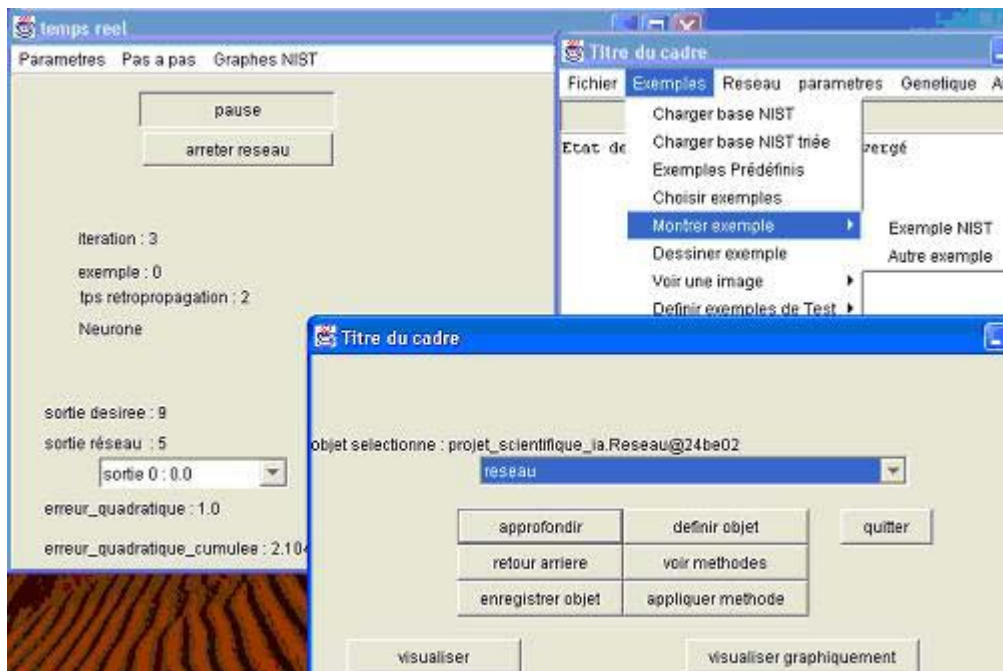 temps reel
Parametres Pas a pas Graphes NIST
pause
arreter reseau
iteration : 3
exemple : 0
tps retropropagation : 2
Neurone
sortie desiree : 9
sortie réseau : 5
sortie 0 : 0.0
erreur_quadratique : 1.0
erreur_quadratique_cumulee : 2.104
Titre du cadre
Fichier Exemples Reseau parametres Genetique
Charger base NIST
Charger base NIST triée
Etat de
Exemples Prédéfinis
Choisir exemples
Montrer exemple
Exemple NIST
Dessiner exemple
Autre exemple
Voir une image
Definir exemples de Test
Titre du cadre
objet selectionne : projet_scientifique_ia.Reseau@24be02
reseau
approfondir definir objet quitter
retour arriere voir methodes
enregistrer objet appliquer methode
visualiser visualiser graphiquement